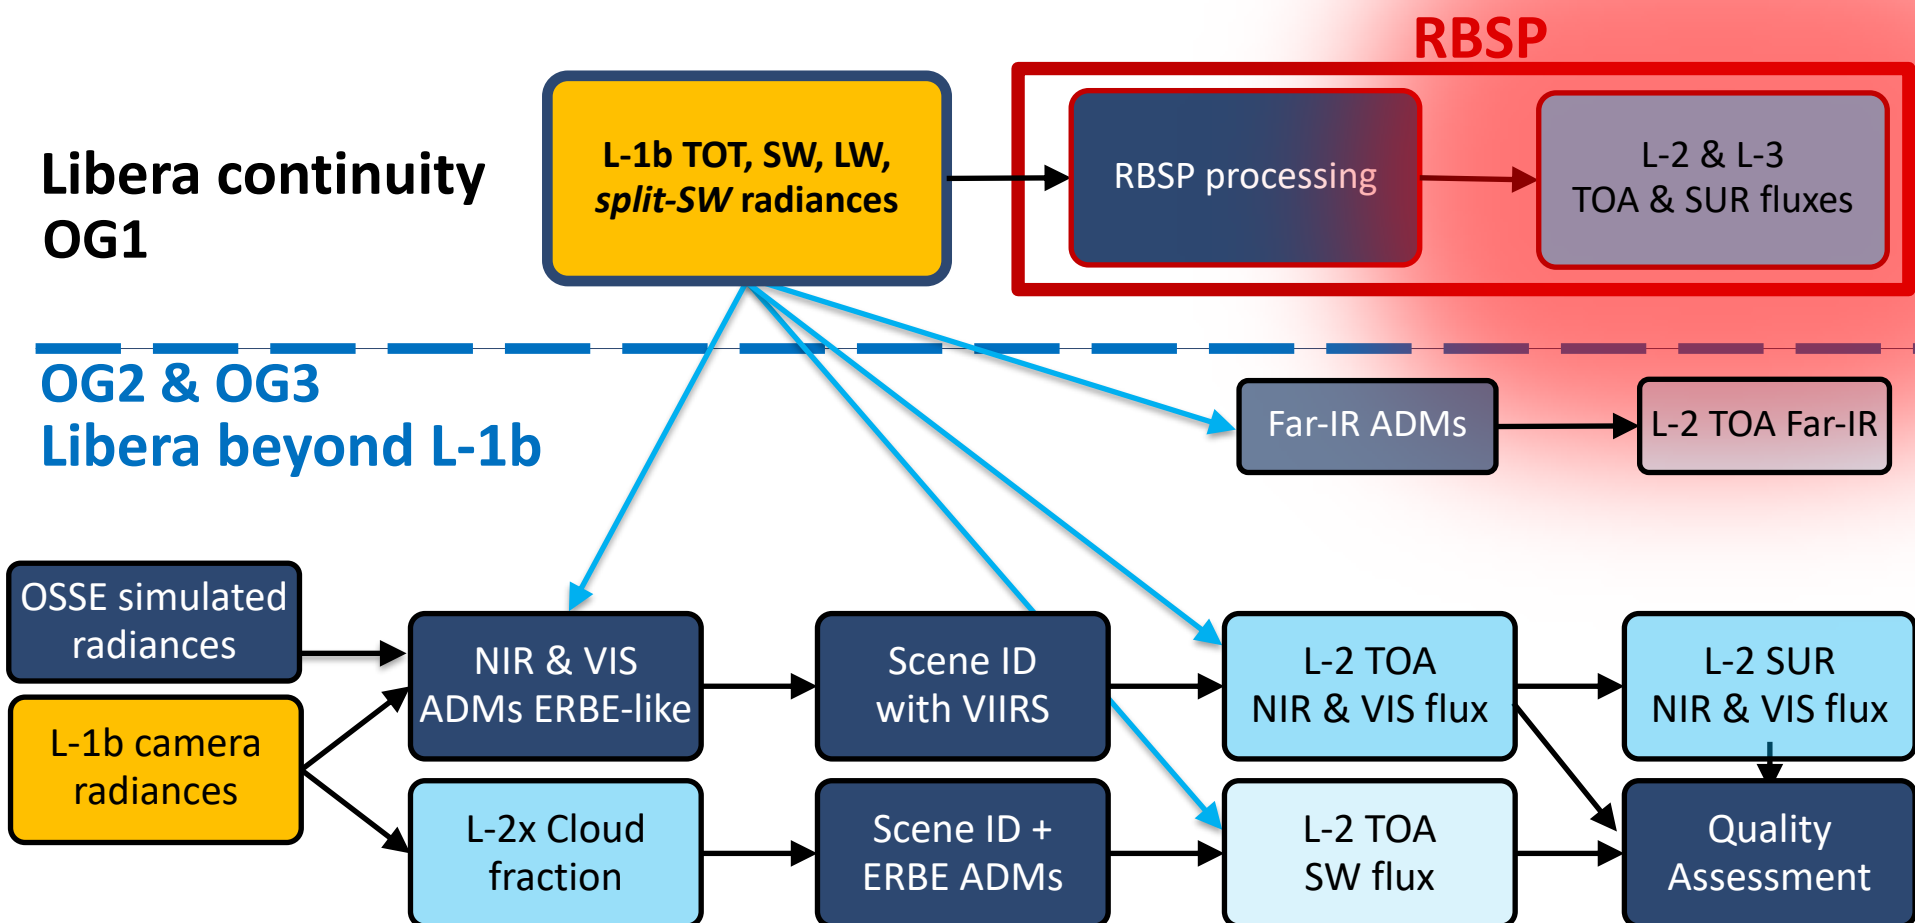 RBSP
Libera continuity
OG1
L-1b TOT, SW, LW,
split-SW radiances
RBSP processing
L-2 & L-3
TOA & SUR fluxes
OG2 & OG3
Libera beyond L-1b
Far-IR ADMs
L-2 TOA Far-IR
OSSE simulated
radiances
L-1b camera
radiances
NIR & VIS
ADMs ERBE-like
Scene ID
with VIIRS
L-2 TOA
NIR & VIS flux
L-2 SUR
NIR & VIS flux
L-2x Cloud
fraction
Scene ID +
ERBE ADMs
L-2 TOA
SW flux
Quality
Assessment